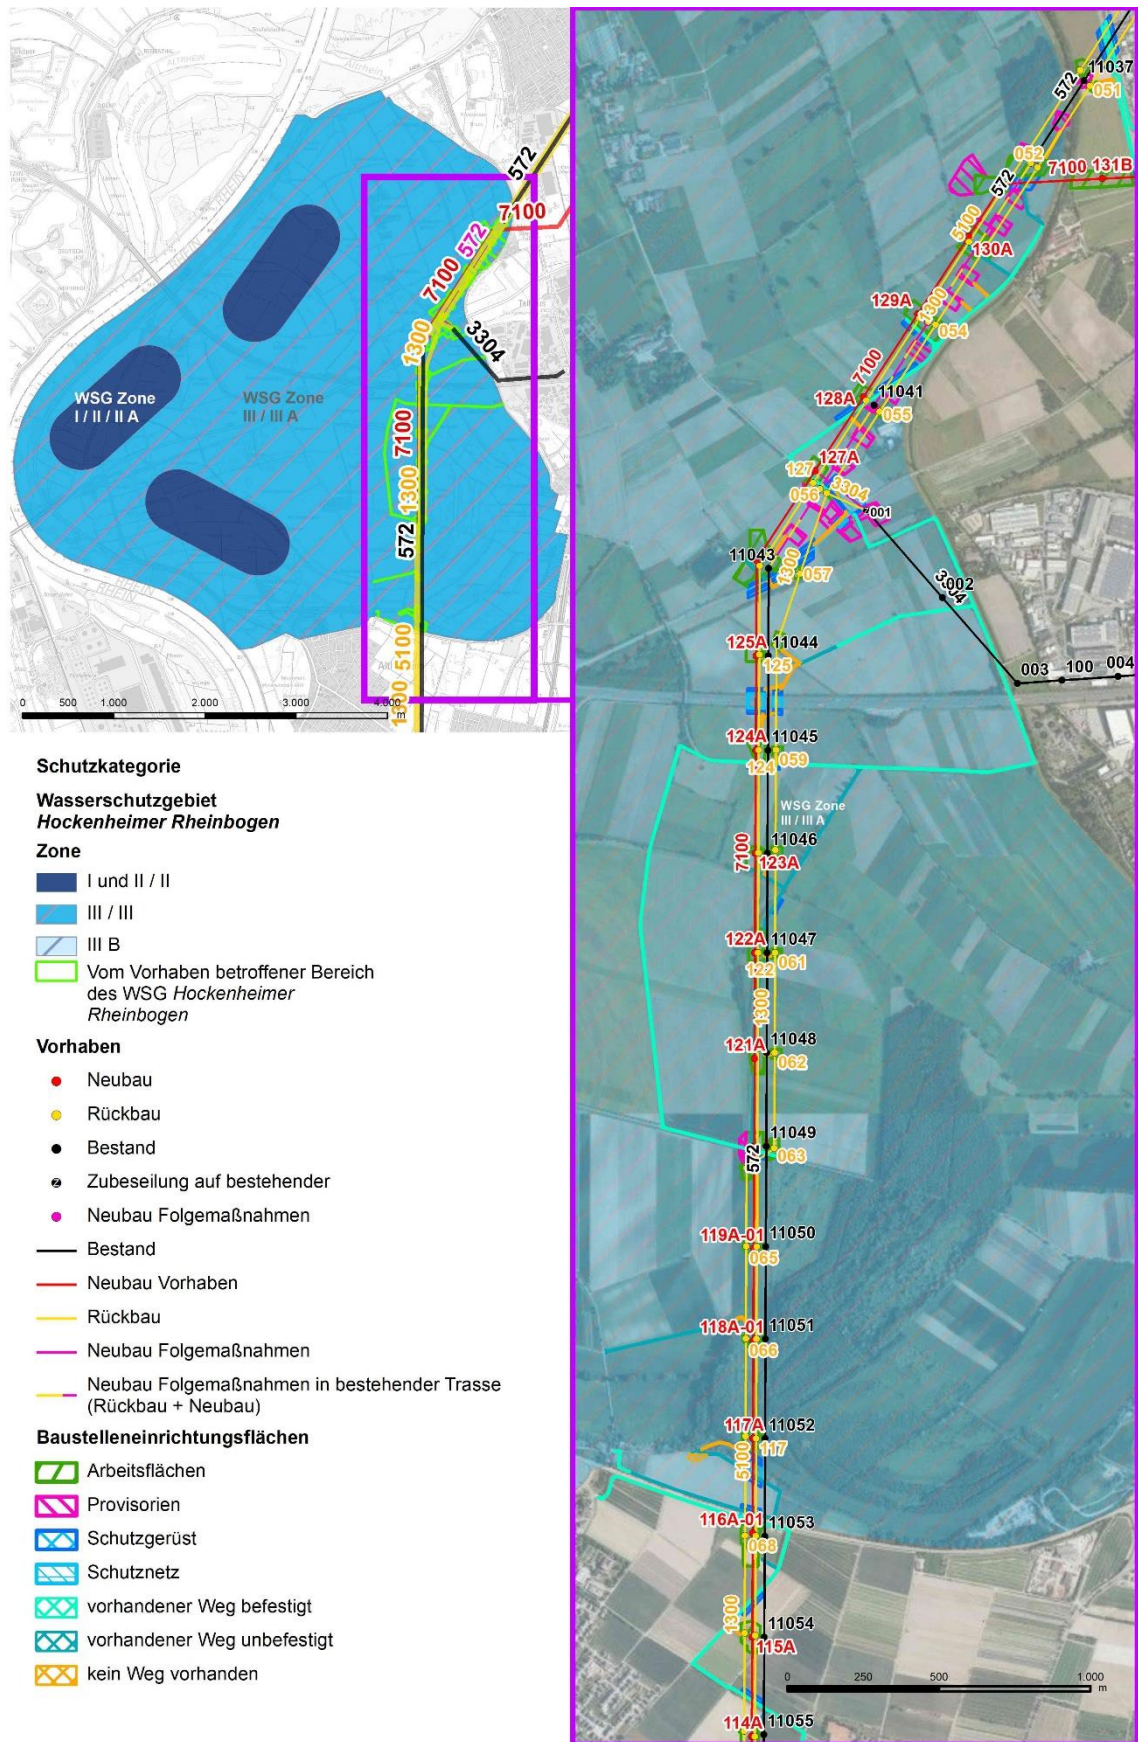 572
7100
572
7100
3304
1300
WSG Zone
I / II / II A
WSG Zone
III / III A
7100
1300
572
RHEIN
5100
1300
0 500 1.000 2.000 3.000 4.000
m
Schutzkategorie
Wasserschutzgebiet
Hockenheimer Rheinbogen
Zone
I und II / II
III / III
III B
Vom Vorhaben betroffener Bereich
des WSG Hockenheimer
Rheinbogen
Vorhaben
Neubau
Rückbau
Bestand
Zubeseilung auf bestehender
Neubau Folgemaßnahmen
Bestand
Neubau Vorhaben
Rückbau
Neubau Folgemaßnahmen
Neubau Folgemaßnahmen in bestehender Trasse
(Rückbau + Neubau)
Baustelleneinrichtungsflächen
Arbeitsflächen
Provisorien
Schutzgerüst
Schutznetz
vorhandener Weg befestigt
vorhandener Weg unbefestigt
kein Weg vorhanden
11037
572
051
052
7100 131B
572
5100
130A
129A
1300
054
7100
128A
11041
055
127A
127
3304
056
001
11043
1300
057
3304
002
125A
11044
125
003 100 004
124A
11045
124
059
WSG Zone
III / III A
11046
7100
123A
122A
11047
122
061
1300
11048
121A
062
11049
572
063
119A-01
11050
065
118A-01
11051
066
117A
11052
117
5100
116A-01
11053
068
1300
11054
115A
0 250 500 1.000
m
114A
11055